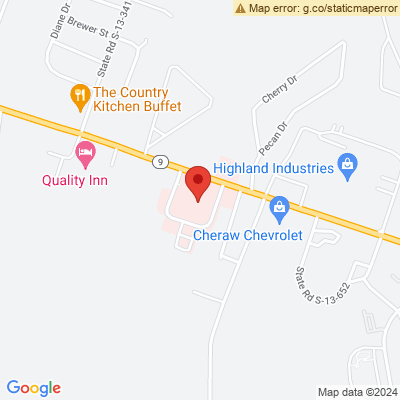 Map error: g.co/staticmaperror
Diane Dr
Brewer St
State Rd S-13-341
The Country
Kitchen Buffet
Cherry Dr
Pecan Dr
9
Highland Industries
Quality Inn
Cheraw Chevrolet
State Rd S-13-652
Google
Map data ©2024